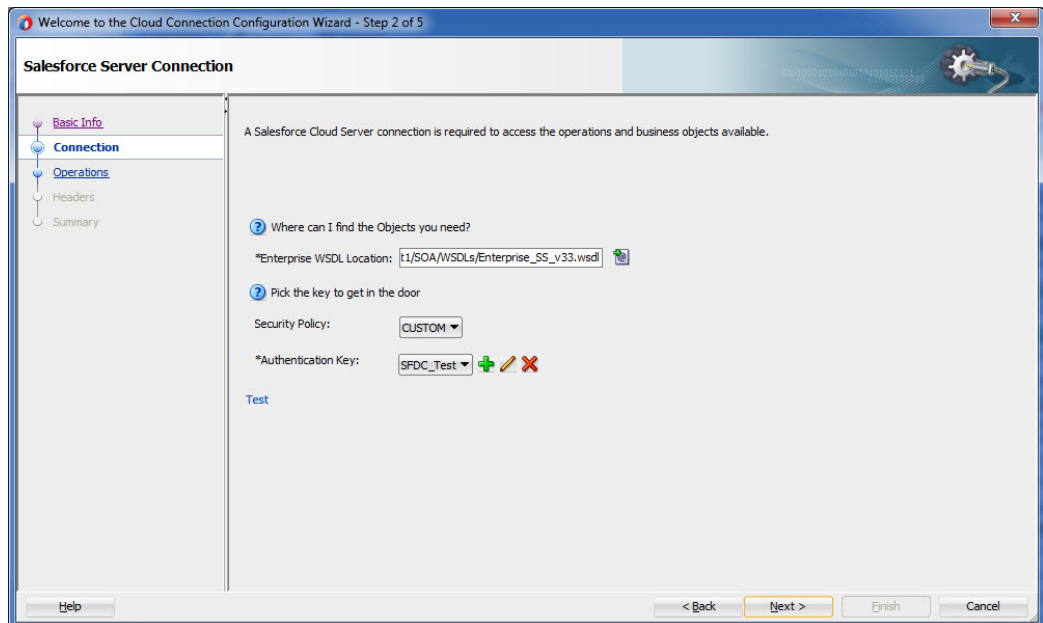 Welcome to the Cloud Connection Configuration Wizard - Step 2 of 5
Salesforce Server Connection
Basic Info
Connection
Operations
Headers
Summary
A Salesforce Cloud Server connection is required to access the operations and business objects available.
Where can I find the Objects you need?
*Enterprise WSDL Location: t1/SOA/WSDLs/Enterprise_SS_v33.wsdl
Pick the key to get in the door
Security Policy: CUSTOM
*Authentication Key: SFDC_Test
Test
Help < Back Next > Finish Cancel